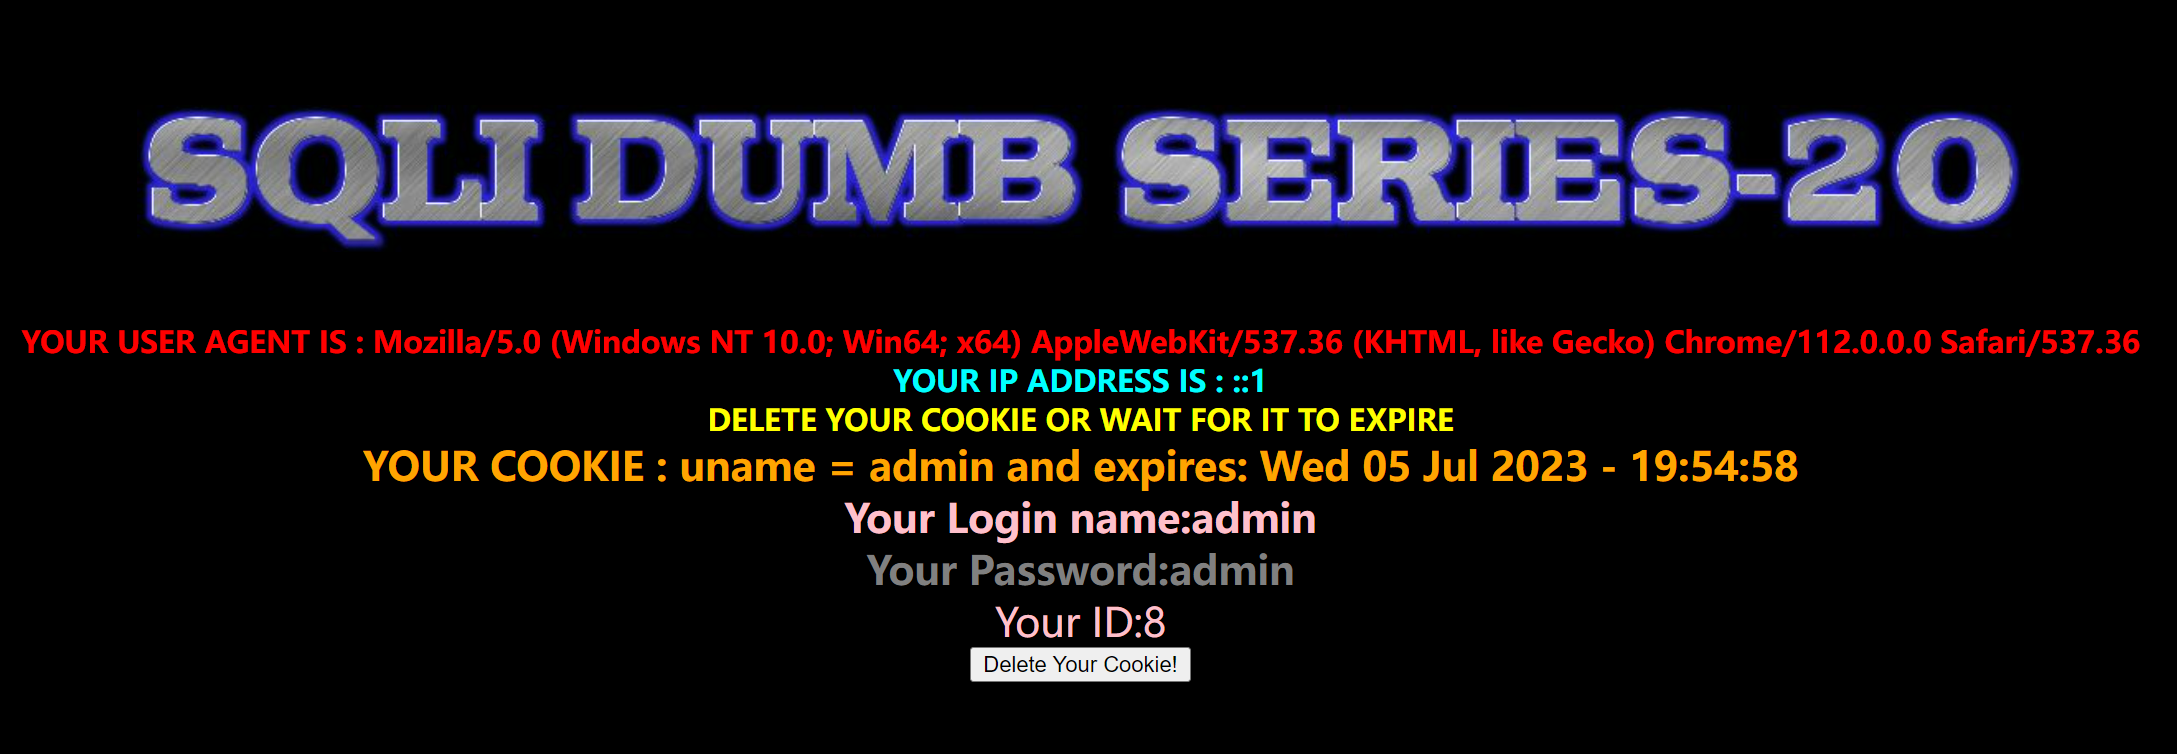 SQLI DUMB SERIES-20
YOUR USER AGENT IS : Mozilla/5.0 (Windows NT 10.0; Win64; x64) AppleWebKit/537.36 (KHTML, like Gecko) Chrome/112.0.0.0 Safari/537.36
YOUR IP ADDRESS IS : ::1
DELETE YOUR COOKIE OR WAIT FOR IT TO EXPIRE
YOUR COOKIE : uname = admin and expires: Wed 05 Jul 2023 - 19:54:58
Your Login name:admin
Your Password:admin
Your ID:8
Delete Your Cookie!